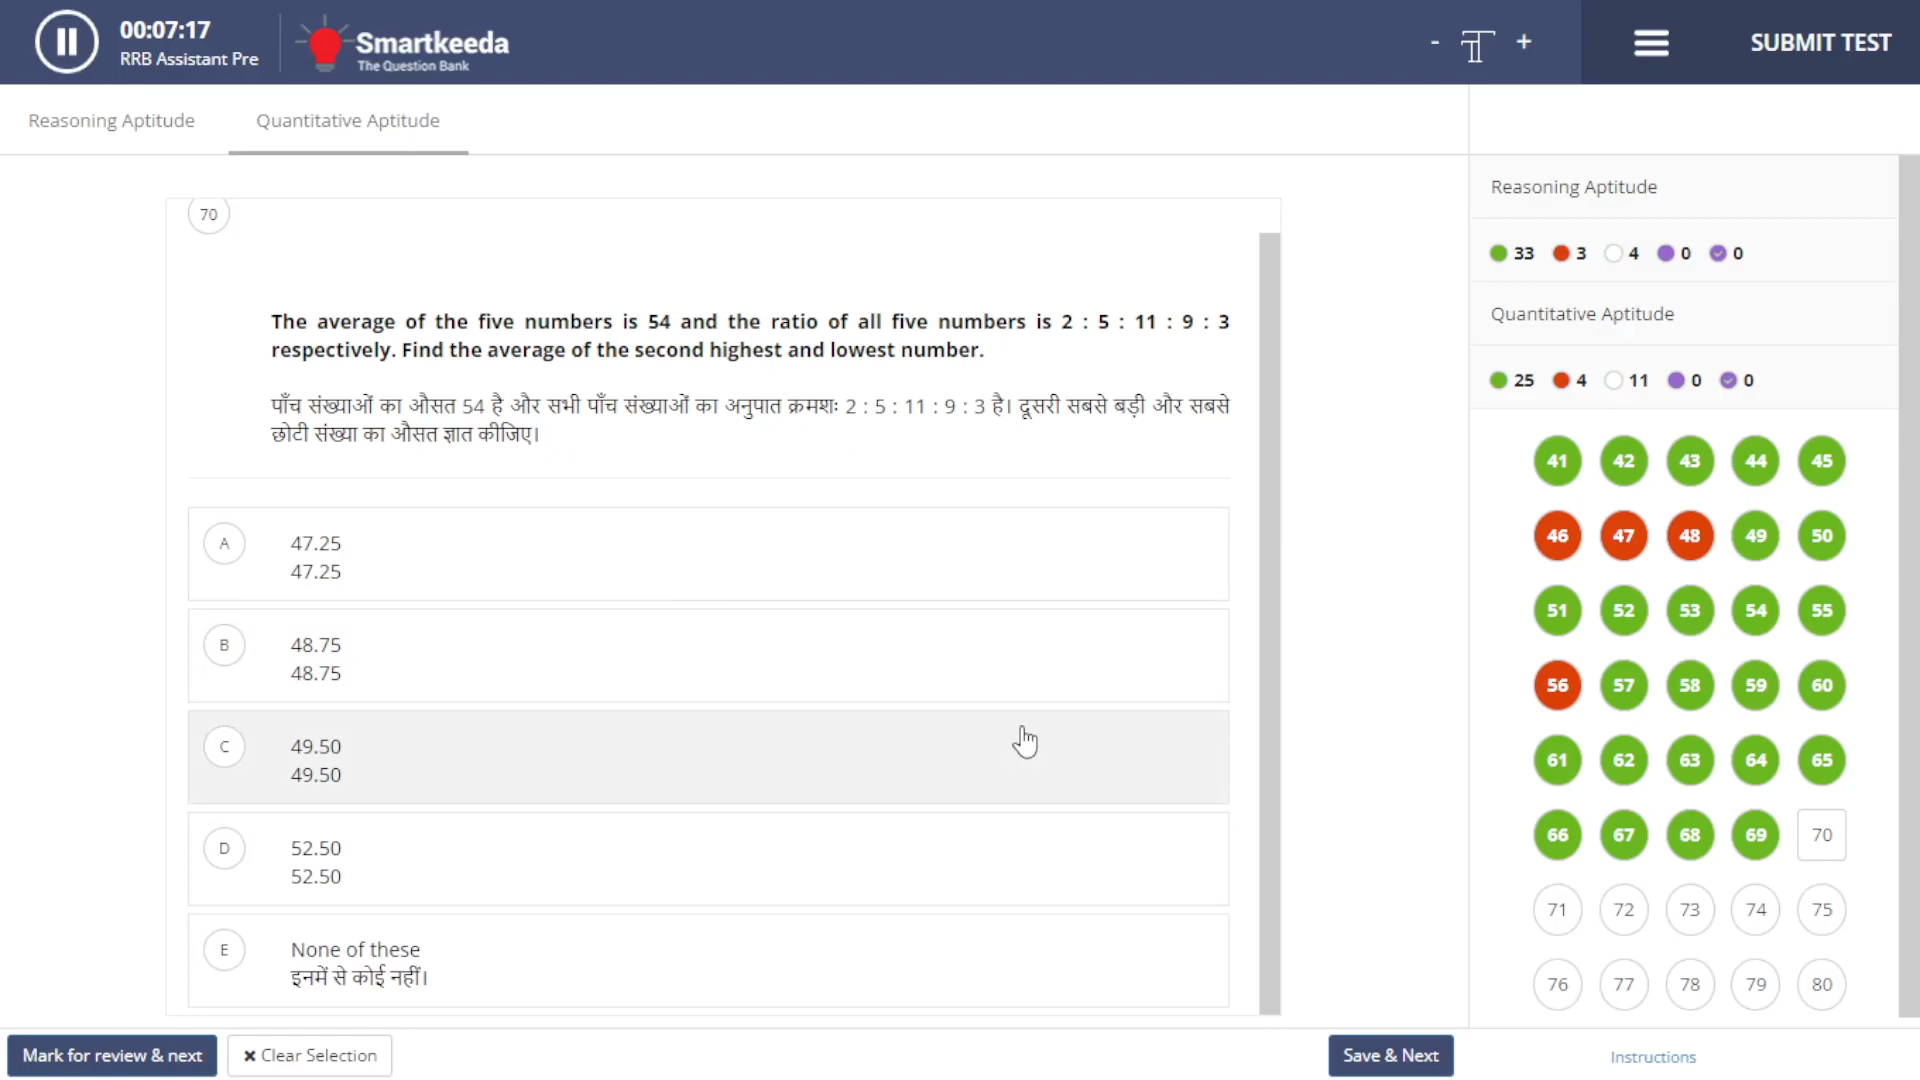 00:07:17
RRB Assistant Pre
Smartkeeda
The Question Bank
- T +
SUBMIT TEST
Reasoning Aptitude
Quantitative Aptitude
70
The average of the five numbers is 54 and the ratio of all five numbers is 2 : 5 : 11 : 9 : 3
respectively. Find the average of the second highest and lowest number.
पाँच संख्याओं का औसत 54 है और सभी पाँच संख्याओं का अनुपात क्रमशः 2 : 5 : 11 : 9 : 3 है। दूसरी सबसे बड़ी और सबसे
छोटी संख्या का औसत ज्ञात कीजिए।
A
47.25
47.25
B
48.75
48.75
C
49.50
49.50
D
52.50
52.50
E
None of these
इनमें से कोई नहीं।
Mark for review & next
✖ Clear Selection
Save & Next
Reasoning Aptitude
33 3 4 0 0
Quantitative Aptitude
25 4 11 0 0
41 42 43 44 45
46 47 48 49 50
51 52 53 54 55
56 57 58 59 60
61 62 63 64 65
66 67 68 69 70
71 72 73 74 75
76 77 78 79 80
Instructions